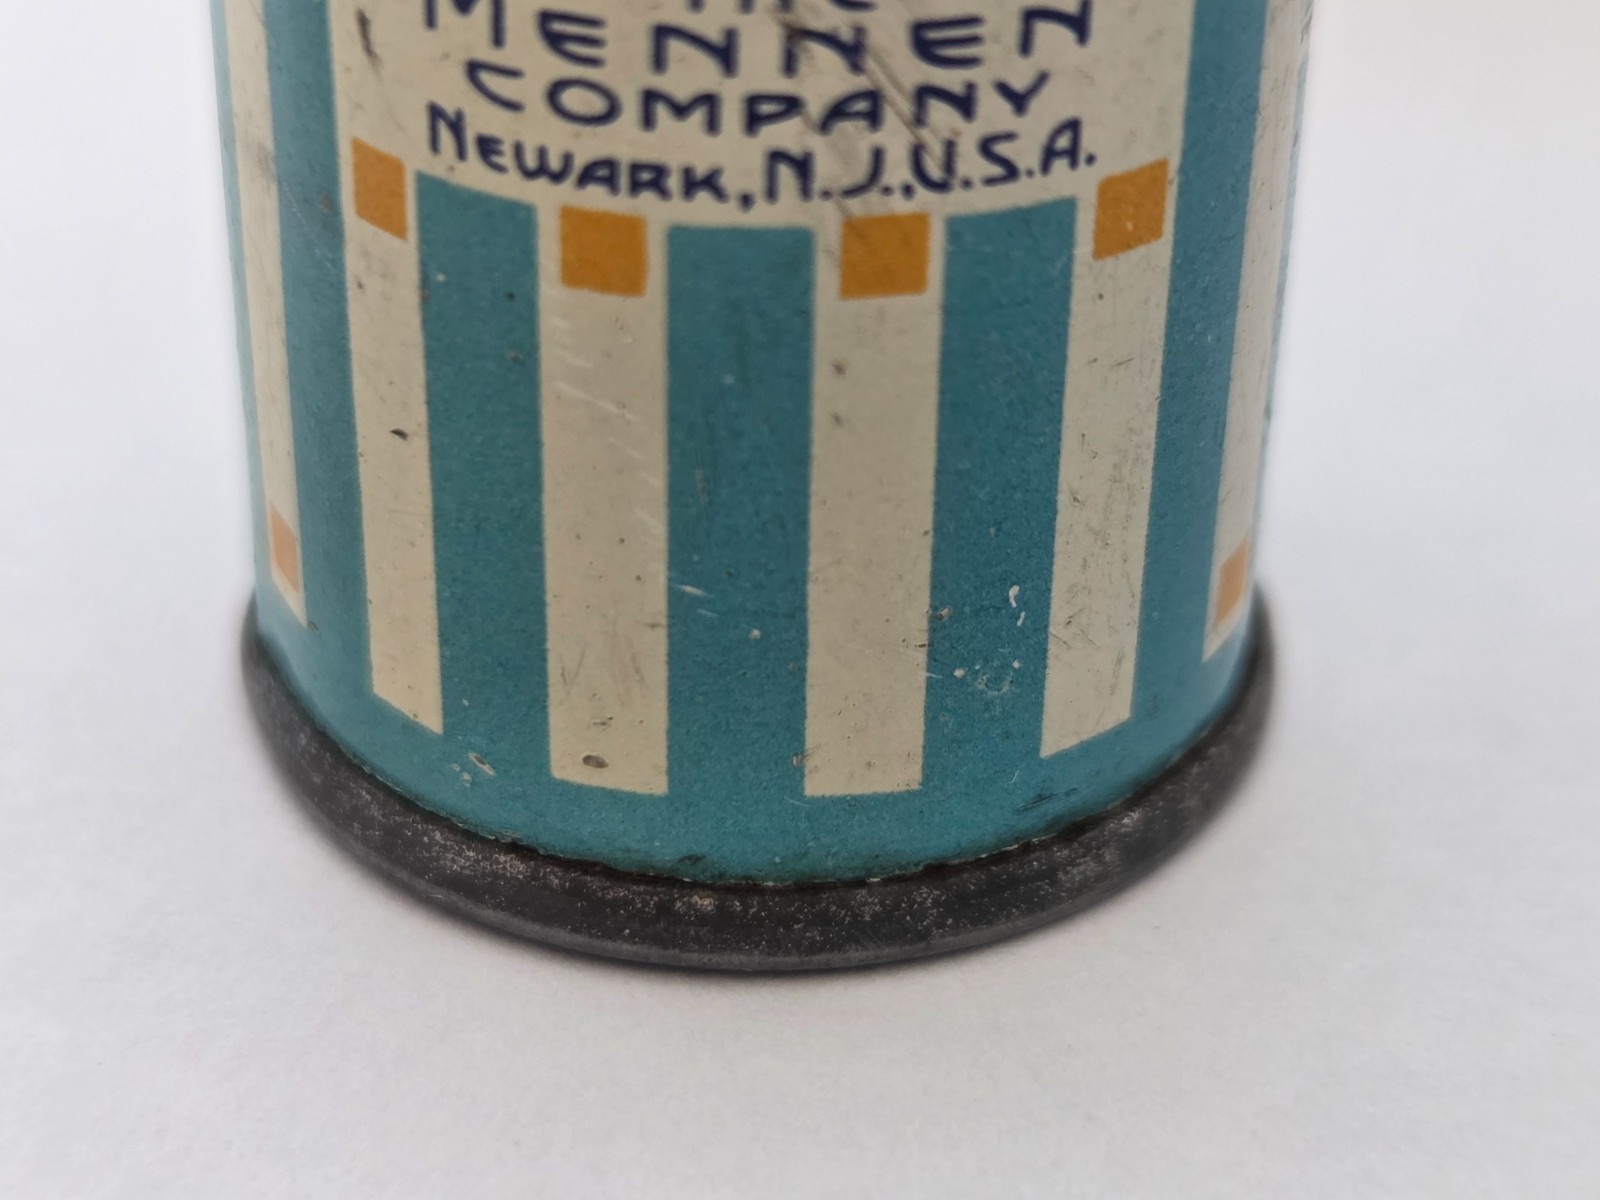 MENNEN
COMPANY
NEWARK, N.J., U.S.A.